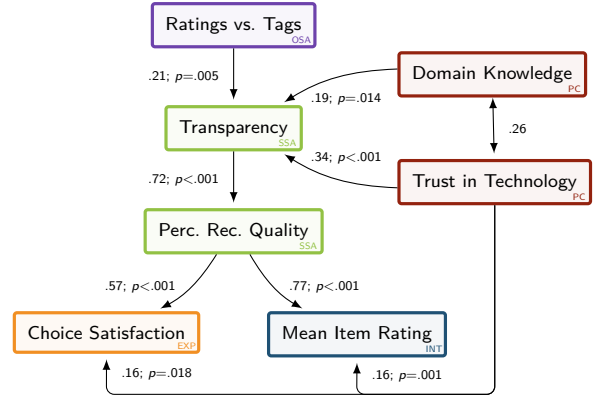 Ratings vs. Tags
OSA
.21; p=.005
Domain Knowledge
PC
.19; p=.014
Transparency
SSA
.26
.34; p<.001
Trust in Technology
PC
.72; p<.001
Perc. Rec. Quality
SSA
.57; p<.001
.77; p<.001
Choice Satisfaction
EXP
Mean Item Rating
INT
.16; p=.018
.16; p=.001